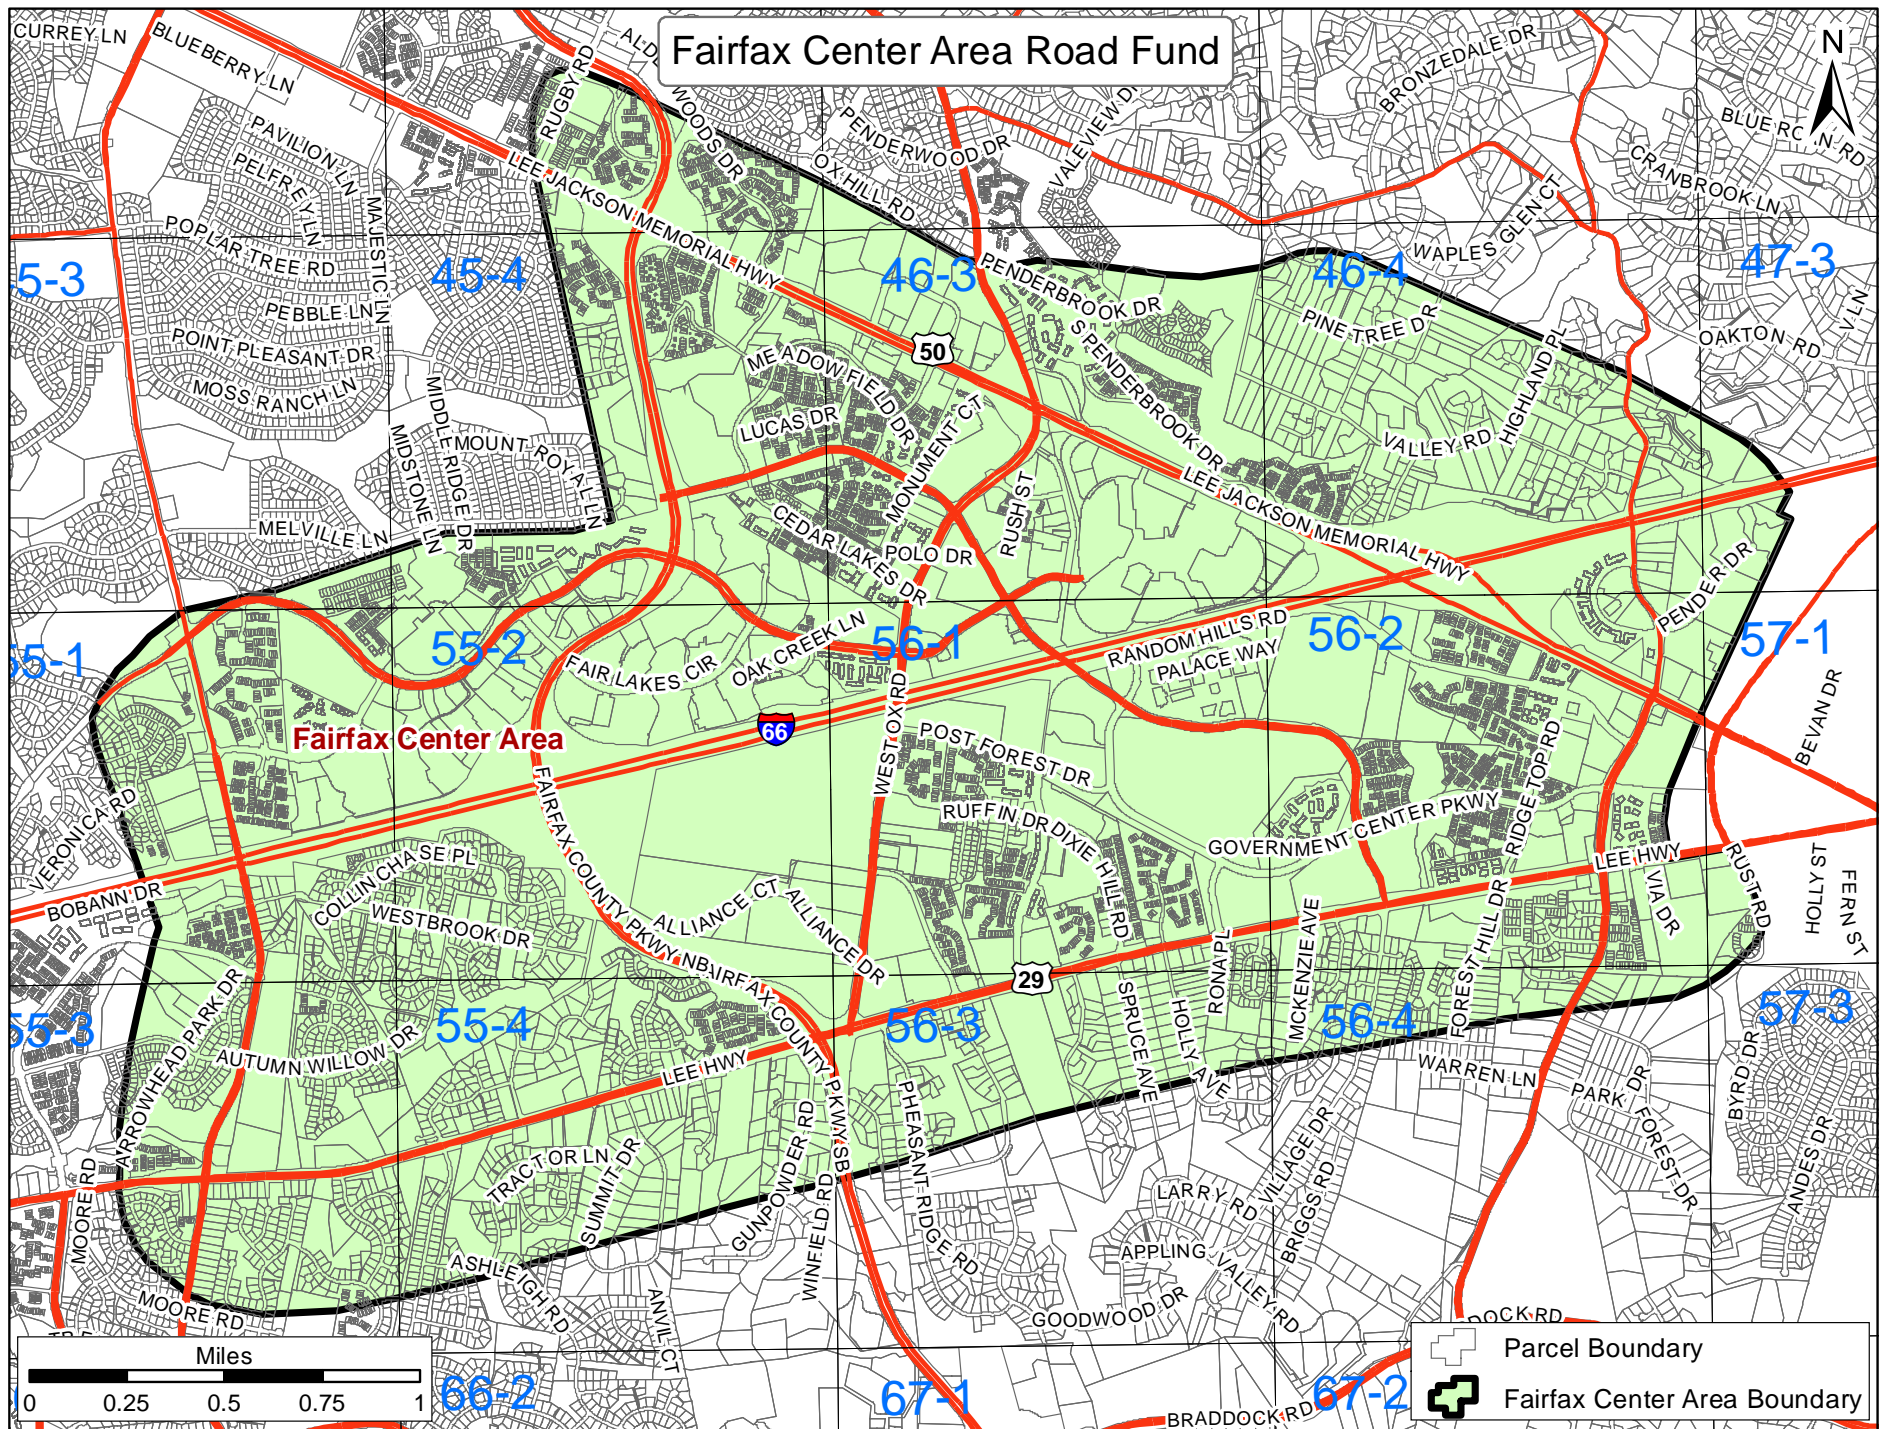 Fairfax Center Area Road Fund
N
CURREY LN
BLUEBERRY LN
RUGBY RD
WOODS DR
PENDERWOOD DR
VALEVIEW DR
BRONZEDALE DR
CRANBROOK LN
PAVILION LN
PELFREY LN
MAJESTIC LN
LEE JACKSON MEMORIAL HWY
OX HILL RD
WAPLES GLEN CT
POPLAR TREE RD
5-3
45-4
46-3
46-4
47-3
PENDERBROOK DR
PEBBLE LN
PINE TREE DR
V LN
POINT PLEASANT DR
50
S PENDERBROOK DR
OAKTON RD
MOSS RANCH LN
MEADOW FIELD DR
HIGHLAND PL
MIDDLE RIDGE DR
LUCAS DR
MONUMENT CT
VALLEY RD
MIDSTONE LN
MOUNT ROYAL LN
LEE JACKSON MEMORIAL HWY
MELVILLE LN
CEDAR LAKES DR
POLO DR
RUSH ST
PENDER DR
55-1
55-2
56-1
56-2
57-1
FAIR LAKES CIR
OAK CREEK LN
RANDOM HILLS RD
PALACE WAY
BEVAN DR
Fairfax Center Area
66
WEST OX RD
POST FOREST DR
RIDGE TOP RD
VERONICA RD
FAIRFAX COUNTY PKWY NB
RUFFIN DR
DIXIE HILL RD
GOVERNMENT CENTER PKWY
LEE HWY
BOBANN DR
COLLIN CHASE PL
WESTBROOK DR
ALLIANCE CT
ALLIANCE DR
RUST RD
HOLLY ST
FERN ST
VIA DR
FOREST HILL DR
MCKENZIE AVE
RONA PL
29
ARROWHEAD PARK DR
55-3
55-4
56-3
56-4
57-3
AUTUMN WILLOW DR
FAIRFAX COUNTY PKWY SB
LEE HWY
SPRUCE AVE
HOLLY AVE
WARREN LN
PARK DR
FOREST DR
BYRD DR
ANDES DR
MOORE RD
TRACTOR LN
SUMMIT DR
GUNPOWDER RD
WINFIELD RD
PHEASANT RIDGE RD
LARRY RD
VILLAGE DR
BRIGGS RD
APPLING VALLEY RD
GOODWOOD DR
ASHLEIGH RD
ANVIL CT
MOORE RD
DOCK RD
BRADDOCK RD
66-2
67-1
67-2
Miles
0 0.25 0.5 0.75 1
Parcel Boundary
Fairfax Center Area Boundary